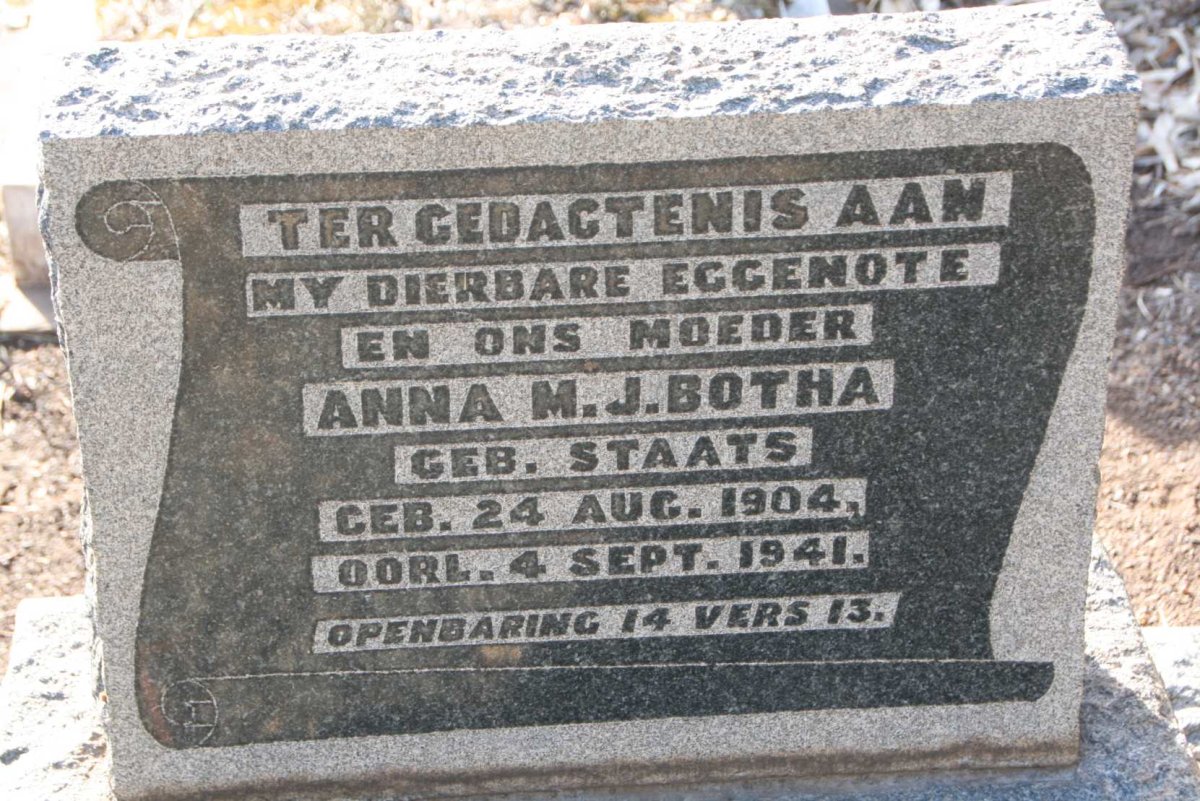 TER GEDAGTENIS AAN
MY DIERBARE EGGENOTE
EN ONS MOEDER
ANNA M.J. BOTHA
GEB. STAATS
GEB. 24 AUG. 1904,
OORL. 4 SEPT. 1941.
OPENBARING 14 VERS 13.